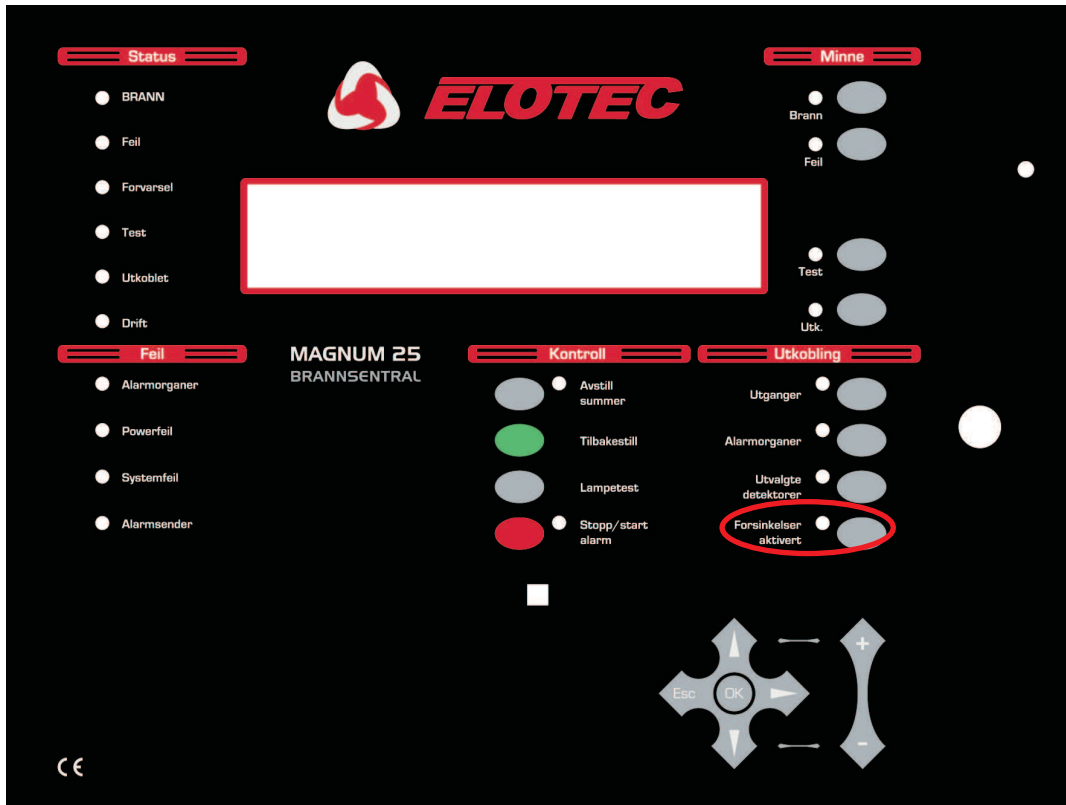 Status
BRANN
Feil
Forvarsel
Test
Utkoblet
Drift
ELOTEC
Minne
Brann
Feil
Test
Utk.
Feil
Alarmorganer
Powerfeil
Systemfeil
Alarmsender
MAGNUM 25
BRANNSENTRAL
Kontroll
Avstill
summer
Tilbakestill
Lampetest
Stopp/start
alarm
Utkobling
Utganger
Alarmorganer
Utvalgte
detektorer
Forsinkelser
aktivert
+
Esc
OK
-
CE